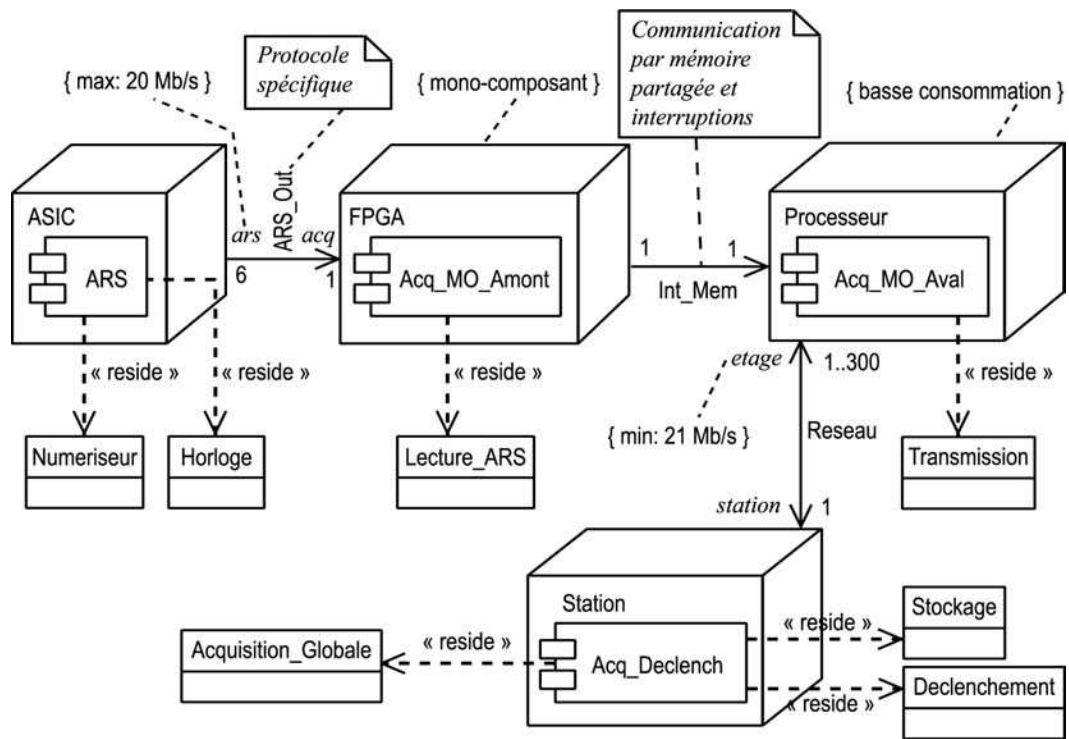 Protocole
spécifique
Communication
par mémoire
partagée et
interruptions
{ max: 20 Mb/s }
{ mono-composant }
{ basse consommation }
ASIC
ARS
ars
6
ARS_Out
acq
1
FPGA
Acq_MO_Amont
1
1
Int_Mem
Processeur
Acq_MO_Aval
« reside »
« reside »
« reside »
etage
1..300
« reside »
{ min: 21 Mb/s }
Reseau
Numeriseur
Horloge
Lecture_ARS
Transmission
station
1
Station
Acq_Declench
« reside »
Acquisition_Globale
« reside »
Stockage
« reside »
Declenchement